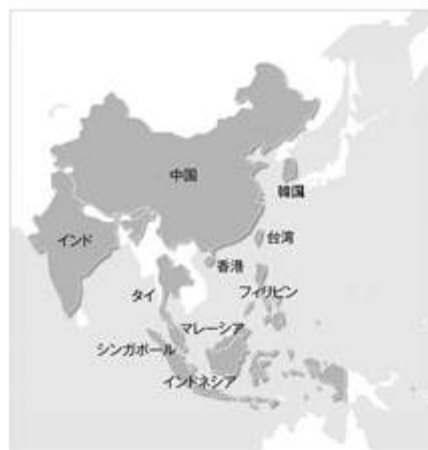 中国
韓国
インド
台湾
香港
タイ
フィリピン
マレーシア
シンガポール
インドネシア